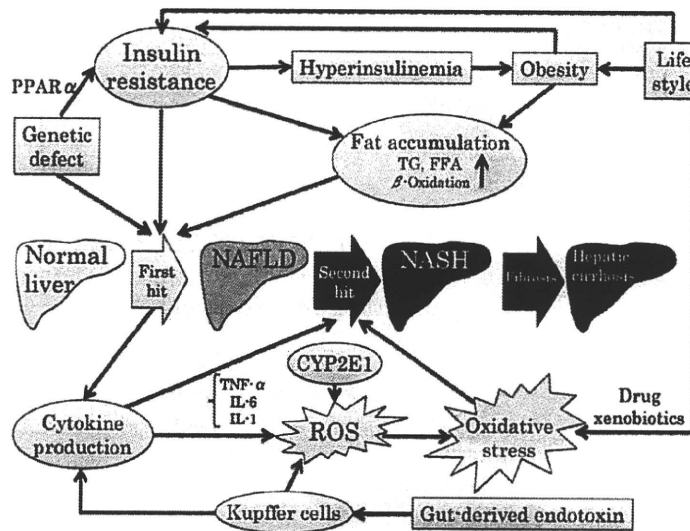 Insulin
resistance
Hyperinsulinemia
Obesity
Life
style
PPARα
Genetic
defect
Fat accumulation
TG, FFA
β-Oxidation
Normal
liver
First
hit
NAFLD
Second
hit
NASH
Fibrosis
Hepatic
cirrhosis
CYP2E1
TNF-α
IL-6
IL-1
Cytokine
production
ROS
Oxidative
stress
Drug
xenobiotics
Kupffer cells
Gut-derived endotoxin